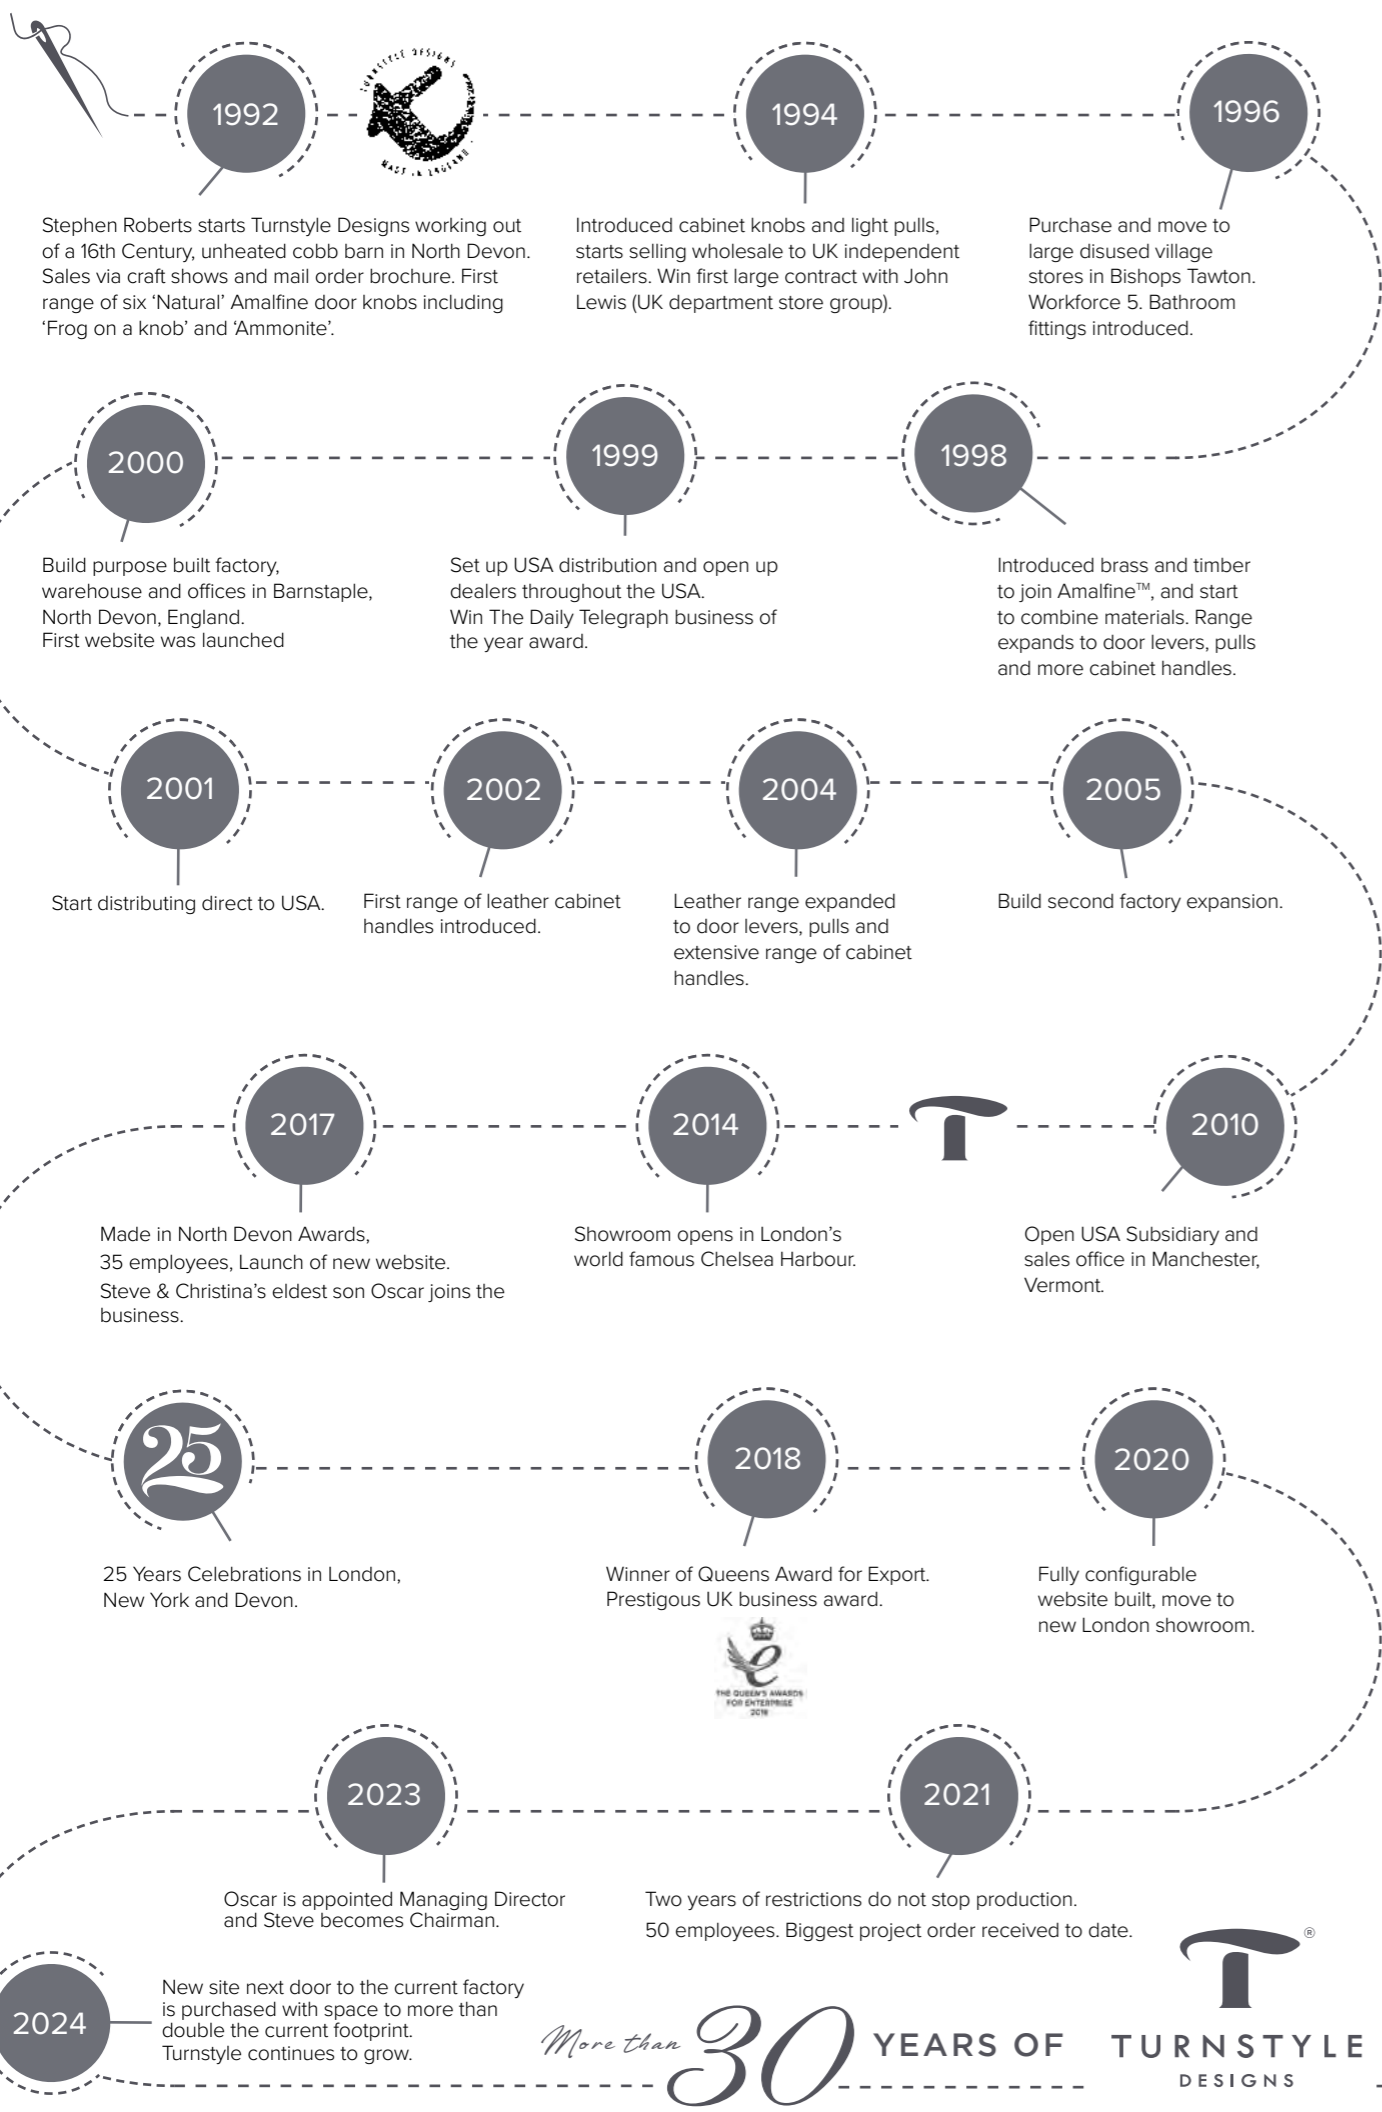 1992
TURNSTYLE DESIGNS
MADE IN ENGLAND
Stephen Roberts starts Turnstyle Designs working out
of a 16th Century, unheated cobb barn in North Devon.
Sales via craft shows and mail order brochure. First
range of six ‘Natural’ Amalfine door knobs including
‘Frog on a knob’ and ‘Ammonite’.
1994
Introduced cabinet knobs and light pulls,
starts selling wholesale to UK independent
retailers. Win first large contract with John
Lewis (UK department store group).
1996
Purchase and move to
large disused village
stores in Bishops Tawton.
Workforce 5. Bathroom
fittings introduced.
1998
Introduced brass and timber
to join Amalfine™, and start
to combine materials. Range
expands to door levers, pulls
and more cabinet handles.
1999
Set up USA distribution and open up
dealers throughout the USA.
Win The Daily Telegraph business of
the year award.
2000
Build purpose built factory,
warehouse and offices in Barnstaple,
North Devon, England.
First website was launched
2001
Start distributing direct to USA.
2002
First range of leather cabinet
handles introduced.
2004
Leather range expanded
to door levers, pulls and
extensive range of cabinet
handles.
2005
Build second factory expansion.
2010
Open USA Subsidiary and
sales office in Manchester,
Vermont.
2014
Showroom opens in London’s
world famous Chelsea Harbour.
2017
Made in North Devon Awards,
35 employees, Launch of new website.
Steve & Christina’s eldest son Oscar joins the
business.
25
25 Years Celebrations in London,
New York and Devon.
2018
Winner of Queens Award for Export.
Prestigous UK business award.
THE QUEEN'S AWARDS
FOR ENTERPRISE
2018
2020
Fully configurable
website built, move to
new London showroom.
2021
Two years of restrictions do not stop production.
50 employees. Biggest project order received to date.
2023
Oscar is appointed Managing Director
and Steve becomes Chairman.
2024
New site next door to the current factory
is purchased with space to more than
double the current footprint.
Turnstyle continues to grow.
More than 30 YEARS OF
®
TURNSTYLE
DESIGNS